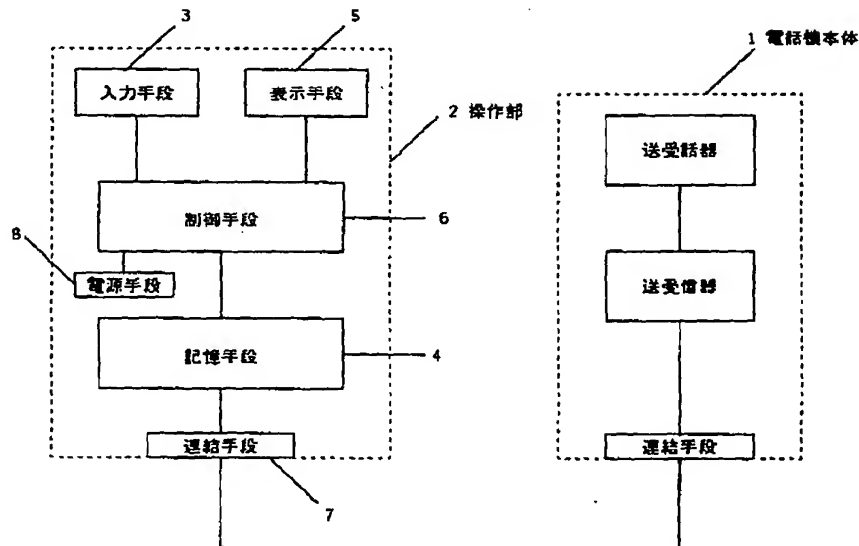 3
5
1 電話機本体
入力手段
表示手段
2 操作部
送受話器
制御手段
6
8
電源手段
送受信器
記憶手段
4
連結手段
連結手段
7